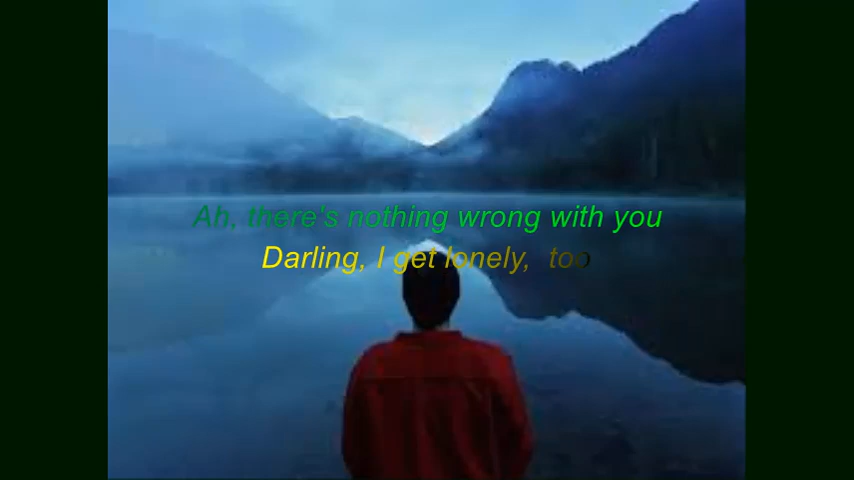 Ah, there's nothing wrong with you
Darling, I get lonely, too